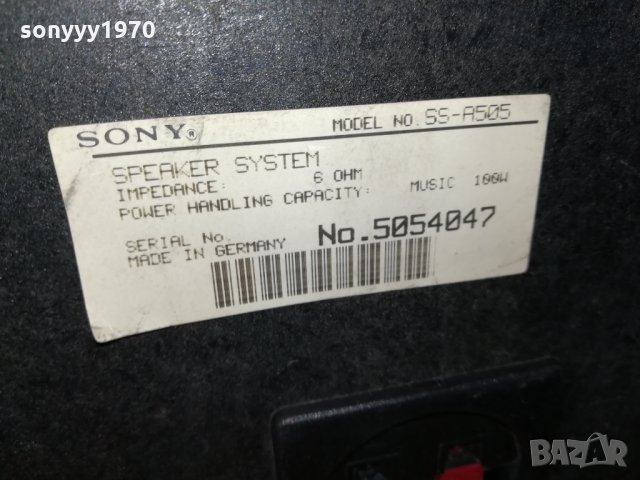 sonyyy1970
SONY® MODEL NO. SS-A505
SPEAKER SYSTEM
IMPEDANCE: 6 OHM
POWER HANDLING CAPACITY: MUSIC 100W
SERIAL No. No.5054047
MADE IN GERMANY
BAZAR